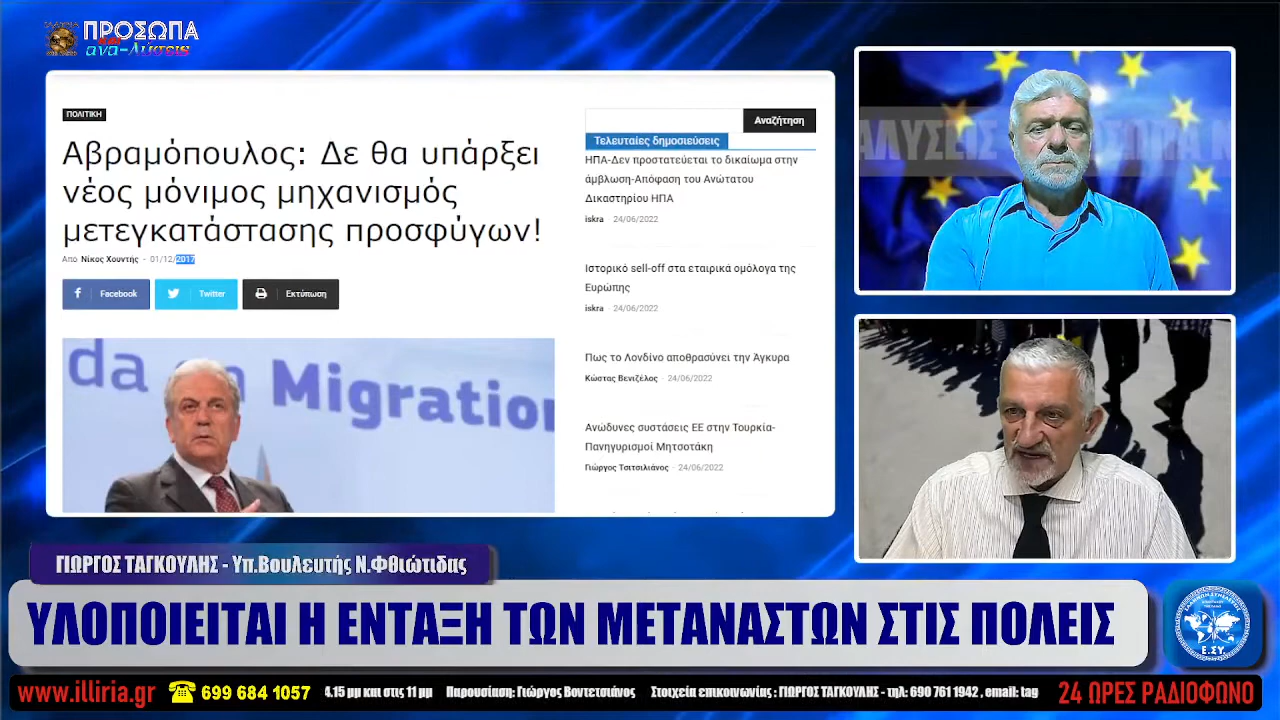 ΠΡΟΣΩΠΑ
και
ανα-λύσεις
ΠΟΛΙΤΙΚΗ
Αβραμόπουλος: Δε θα υπάρξει
νέος μόνιμος μηχανισμός
μετεγκατάστασης προσφύγων!
Από Νίκος Χουντής - 01/12/2017
Facebook
Twitter
Εκτύπωση
da on Migration
Αναζήτηση
Τελευταίες δημοσιεύσεις
ΗΠΑ-Δεν προστατεύεται το δικαίωμα στην
άμβλωση-Απόφαση του Ανώτατου
Δικαστηρίου ΗΠΑ
iskra - 24/06/2022
Ιστορικό sell-off στα εταιρικά ομόλογα της
Ευρώπης
iskra - 24/06/2022
Πως το Λονδίνο αποθρασύνει την Άγκυρα
Κώστας Βενιζέλος - 24/06/2022
Ανώδυνες συστάσεις ΕΕ στην Τουρκία-
Πανηγυρισμοί Μητσοτάκη
Γιώργος Τσιτσιλιάνος - 24/06/2022
ΑΛΥΣΕΙΣ
ΓΙΩΡΓΟΣ ΤΑΓΚΟΥΛΗΣ - Υπ.Βουλευτής Ν.Φθιώτιδας
ΥΛΟΠΟΙΕΙΤΑΙ Η ΕΝΤΑΞΗ ΤΩΝ ΜΕΤΑΝΑΣΤΩΝ ΣΤΙΣ ΠΟΛΕΙΣ
Ε.ΣΥ.
www.illiria.gr ☎ 699 684 1057 4.15 μμ και στις 11 μμ Παρουσίαση: Γιώργος Βοντετσιάνος Στοιχεία επικοινωνίας : ΓΙΩΡΓΟΣ ΤΑΓΚΟΥΛΗΣ - τηλ: 690 761 1942 , email: tag 24 ΩΡΕΣ ΡΑΔΙΟΦΩΝΟ